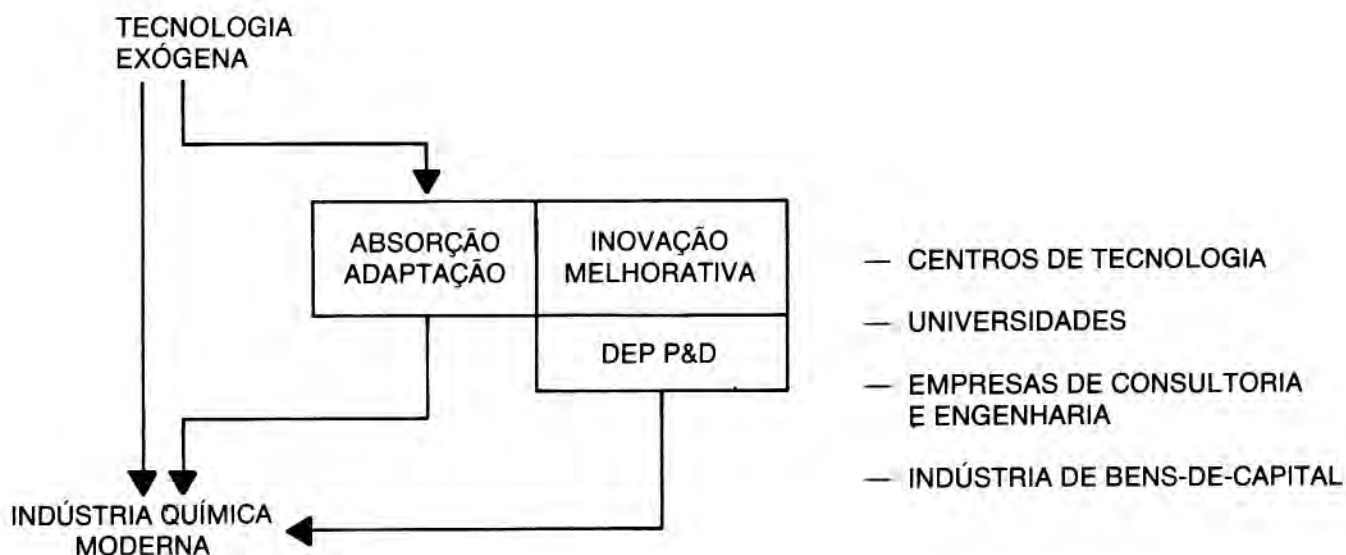 TECNOLOGIA
EXÓGENA
ABSORÇÃO
ADAPTAÇÃO
INOVAÇÃO
MELHORATIVA
DEP P&D
— CENTROS DE TECNOLOGIA
— UNIVERSIDADES
— EMPRESAS DE CONSULTORIA
E ENGENHARIA
— INDÚSTRIA DE BENS-DE-CAPITAL
INDÚSTRIA QUÍMICA
MODERNA